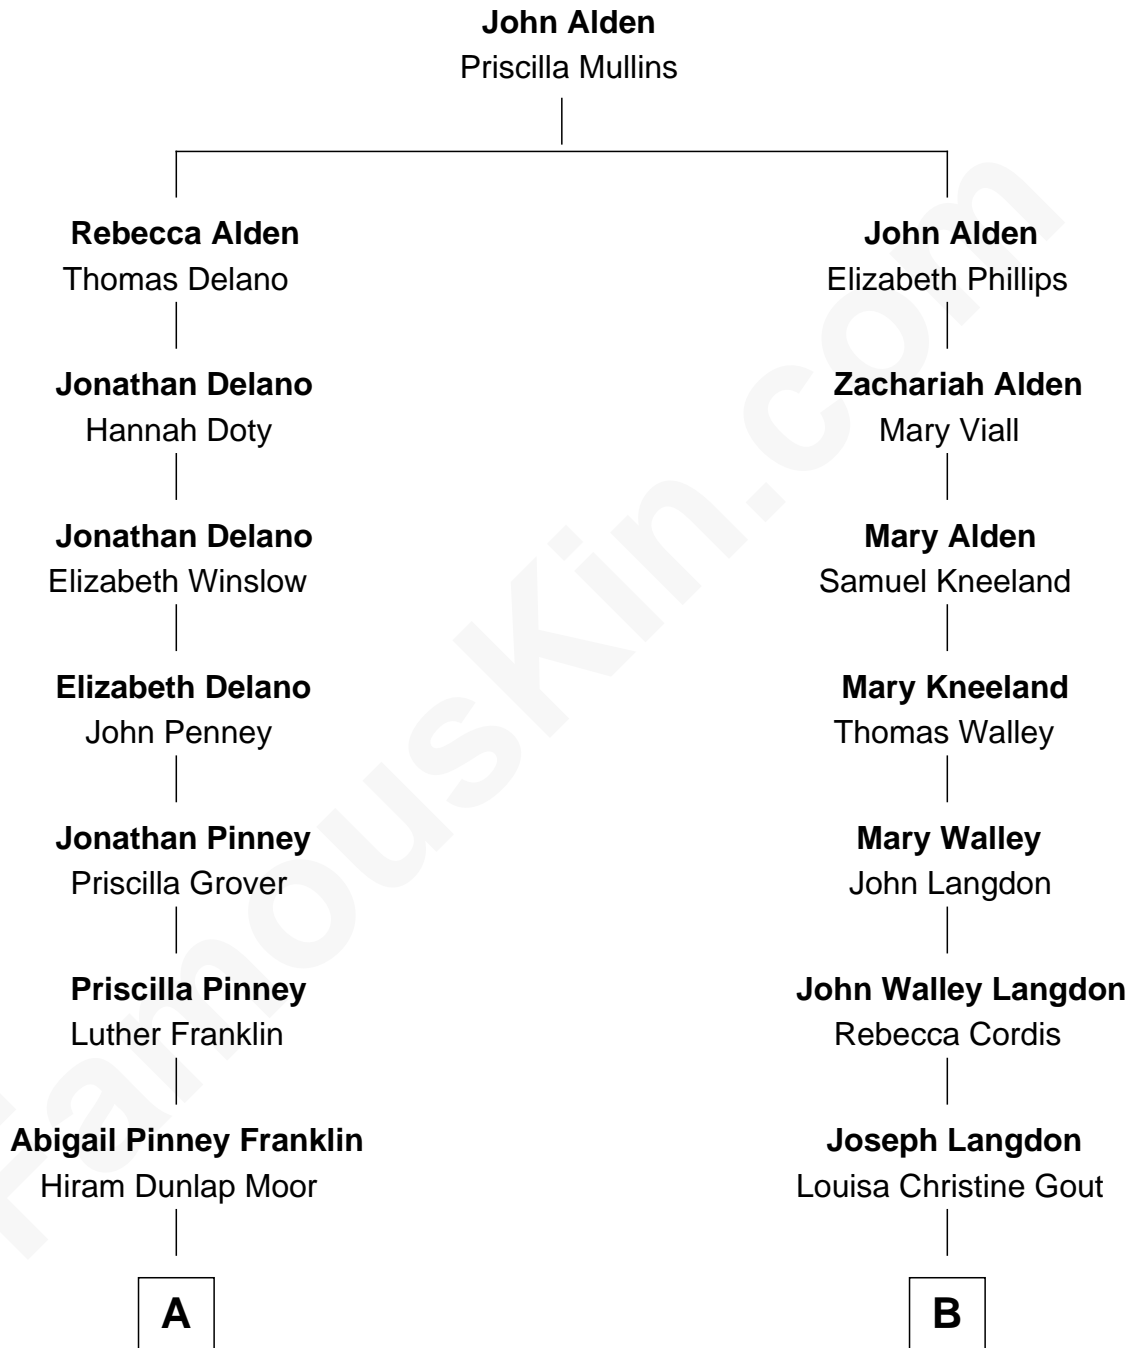 John Alden
Priscilla Mullins
Rebecca Alden
Thomas Delano
John Alden
Elizabeth Phillips
Jonathan Delano
Hannah Doty
Zachariah Alden
Mary Viall
Jonathan Delano
Elizabeth Winslow
Mary Alden
Samuel Kneeland
Elizabeth Delano
John Penney
Mary Kneeland
Thomas Walley
Jonathan Pinney
Priscilla Grover
Mary Walley
John Langdon
Priscilla Pinney
Luther Franklin
John Walley Langdon
Rebecca Cordis
Abigail Pinney Franklin
Hiram Dunlap Moor
Joseph Langdon
Louisa Christine Gout
A
B
FamousKin.com